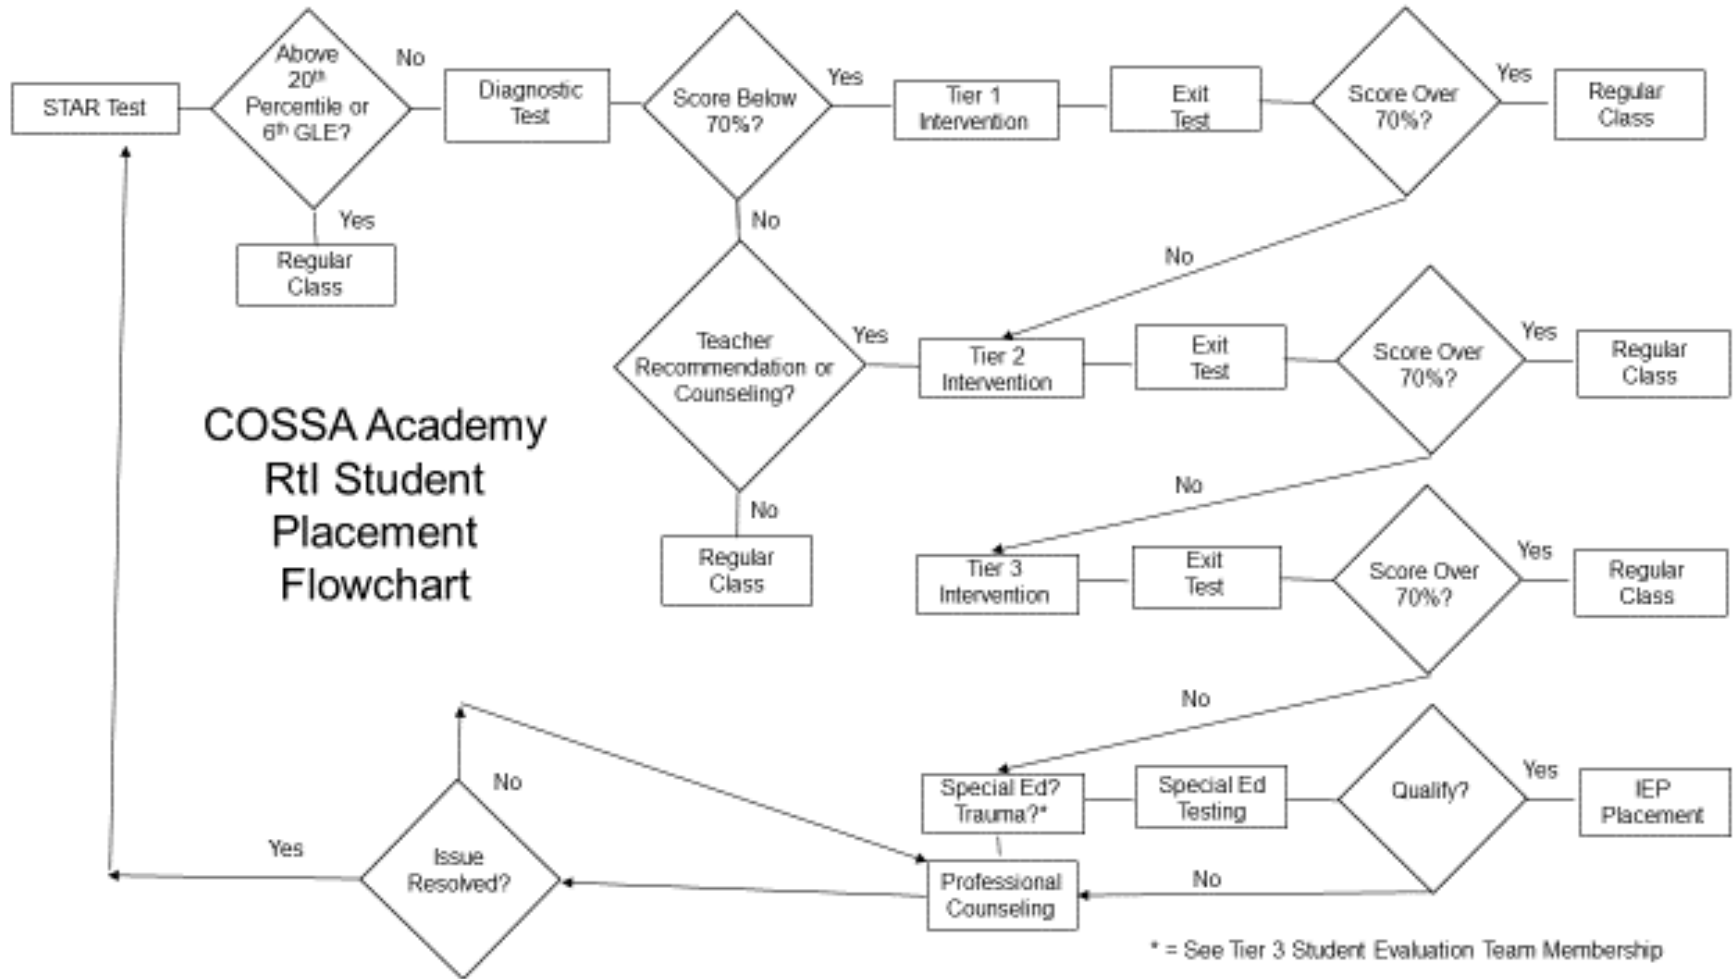 Above
20th
Percentile or
6th GLE?
No
STAR Test
Diagnostic
Test
Score Below
70%?
Yes
Tier 1
Intervention
Exit
Test
Score Over
70%?
Yes
Regular
Class
Yes
Regular
Class
No
No
Teacher
Recommendation or
Counseling?
Yes
Tier 2
Intervention
Exit
Test
Score Over
70%?
Yes
Regular
Class
COSSA Academy
RtI Student
Placement
Flowchart
No
Regular
Class
No
Tier 3
Intervention
Exit
Test
Score Over
70%?
Yes
Regular
Class
No
Special Ed?
Trauma?*
Special Ed
Testing
Qualify?
Yes
IEP
Placement
No
Yes
Issue
Resolved?
Professional
Counseling
No
* = See Tier 3 Student Evaluation Team Membership